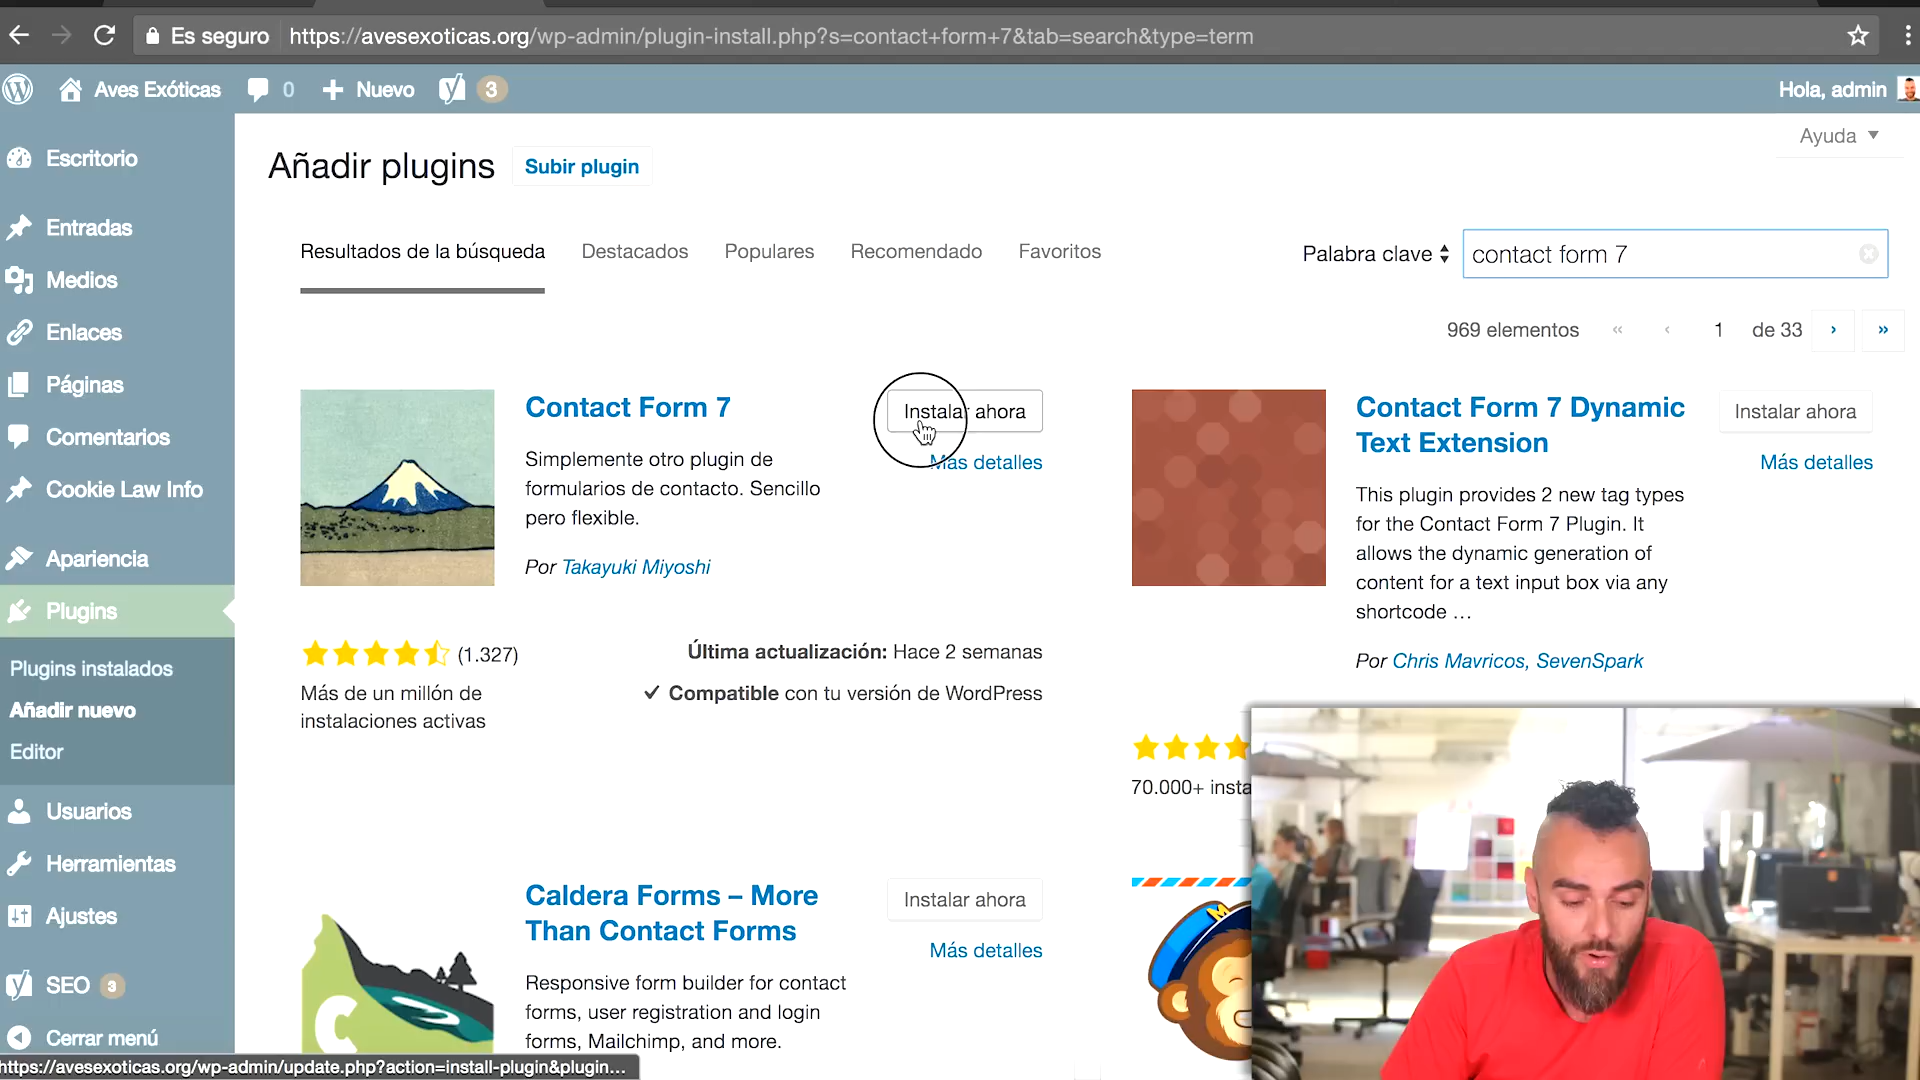 Es seguro https://avesexoticas.org/wp-admin/plugin-install.php?s=contact+form+7&tab=search&type=term
Aves Exóticas 0 Nuevo 3 Hola, admin
Ayuda
Añadir plugins Subir plugin
Escritorio
Entradas
Medios
Enlaces
Páginas
Comentarios
Cookie Law Info
Apariencia
Plugins
Plugins instalados
Añadir nuevo
Editor
Usuarios
Herramientas
Ajustes
SEO 3
Cerrar menú
Resultados de la búsqueda Destacados Populares Recomendado Favoritos Palabra clave contact form 7
969 elementos « ‹ 1 de 33 › »
Contact Form 7
Instalar ahora
Más detalles
Simplemente otro plugin de
formularios de contacto. Sencillo
pero flexible.
Por Takayuki Miyoshi
(1.327)
Más de un millón de
instalaciones activas
Última actualización: Hace 2 semanas
Compatible con tu versión de WordPress
Contact Form 7 Dynamic
Text Extension
Instalar ahora
Más detalles
This plugin provides 2 new tag types
for the Contact Form 7 Plugin. It
allows the dynamic generation of
content for a text input box via any
shortcode …
Por Chris Mavricos, SevenSpark
70.000+ insta
Caldera Forms – More
Than Contact Forms
Instalar ahora
Más detalles
Responsive form builder for contact
forms, user registration and login
forms, Mailchimp, and more.
C
https://avesexoticas.org/wp-admin/update.php?action=install-plugin&plugin...